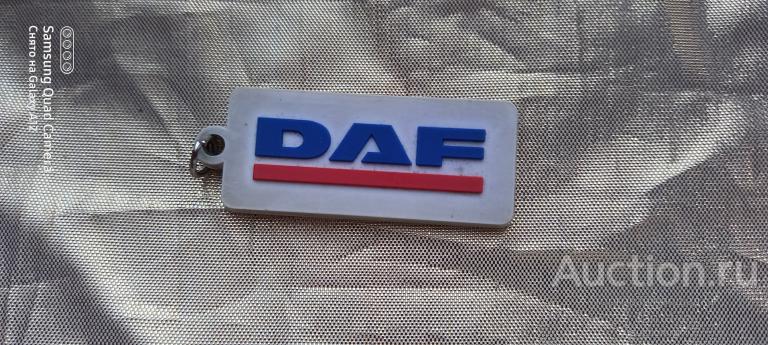 Samsung Quad Camera
Снято на Galaxy A12
DAF
Auction.ru